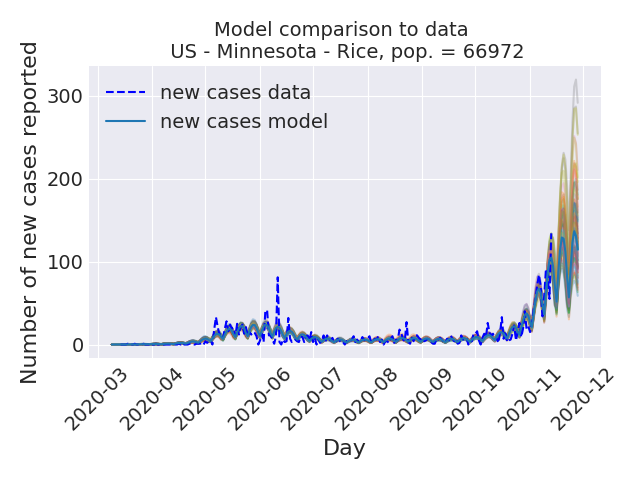 Model comparison to data
US - Minnesota - Rice, pop. = 66972
Number of new cases reported
300
200
100
0
new cases data
new cases model
2020-03
2020-04
2020-05
2020-06
2020-07
2020-08
2020-09
2020-10
2020-11
2020-12
Day